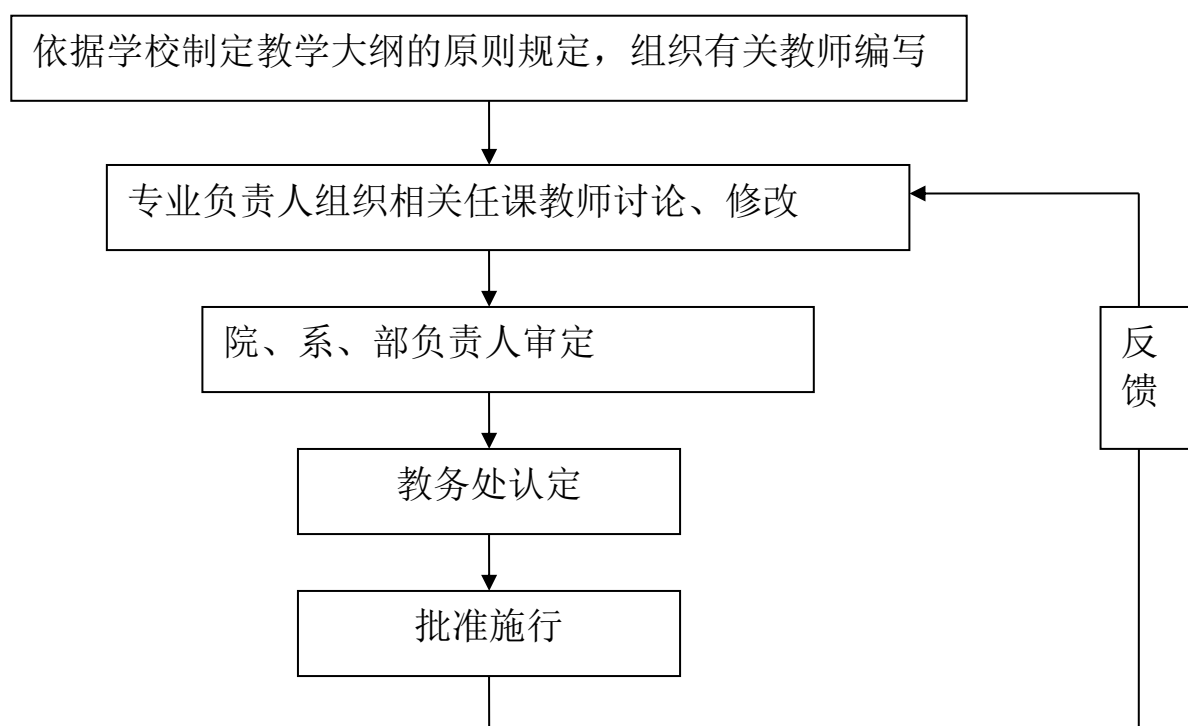 依据学校制定教学大纲的原则规定，组织有关教师编写
专业负责人组织相关任课教师讨论、修改
院、系、部负责人审定
反
馈
教务处认定
批准施行